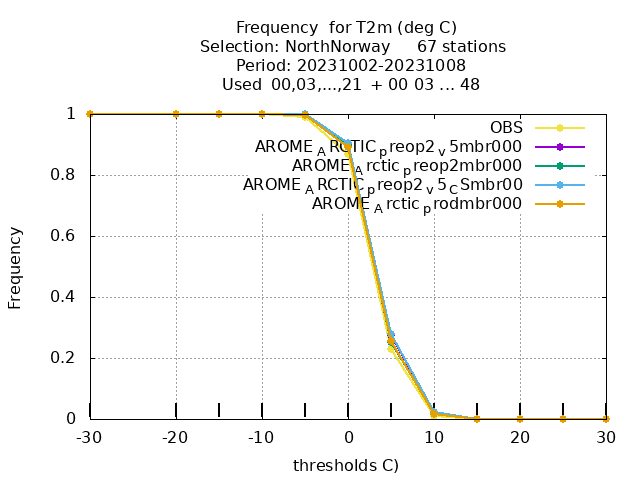 Frequency for T2m (deg C)
Selection: NorthNorway 67 stations
Period: 20231002-20231008
Used 00,03,...,21 + 00 03 ... 48
OBS
AROME_ARCTIC_preop2_v5mbr000
AROME_Arctic_preop2mbr000
AROME_ARCTIC_preop2_v5_CSmbr00
AROME_Arctic_prodmbr000
Frequency
1
0.8
0.6
0.4
0.2
0
-30 -20 -10 0 10 20 30
thresholds C)